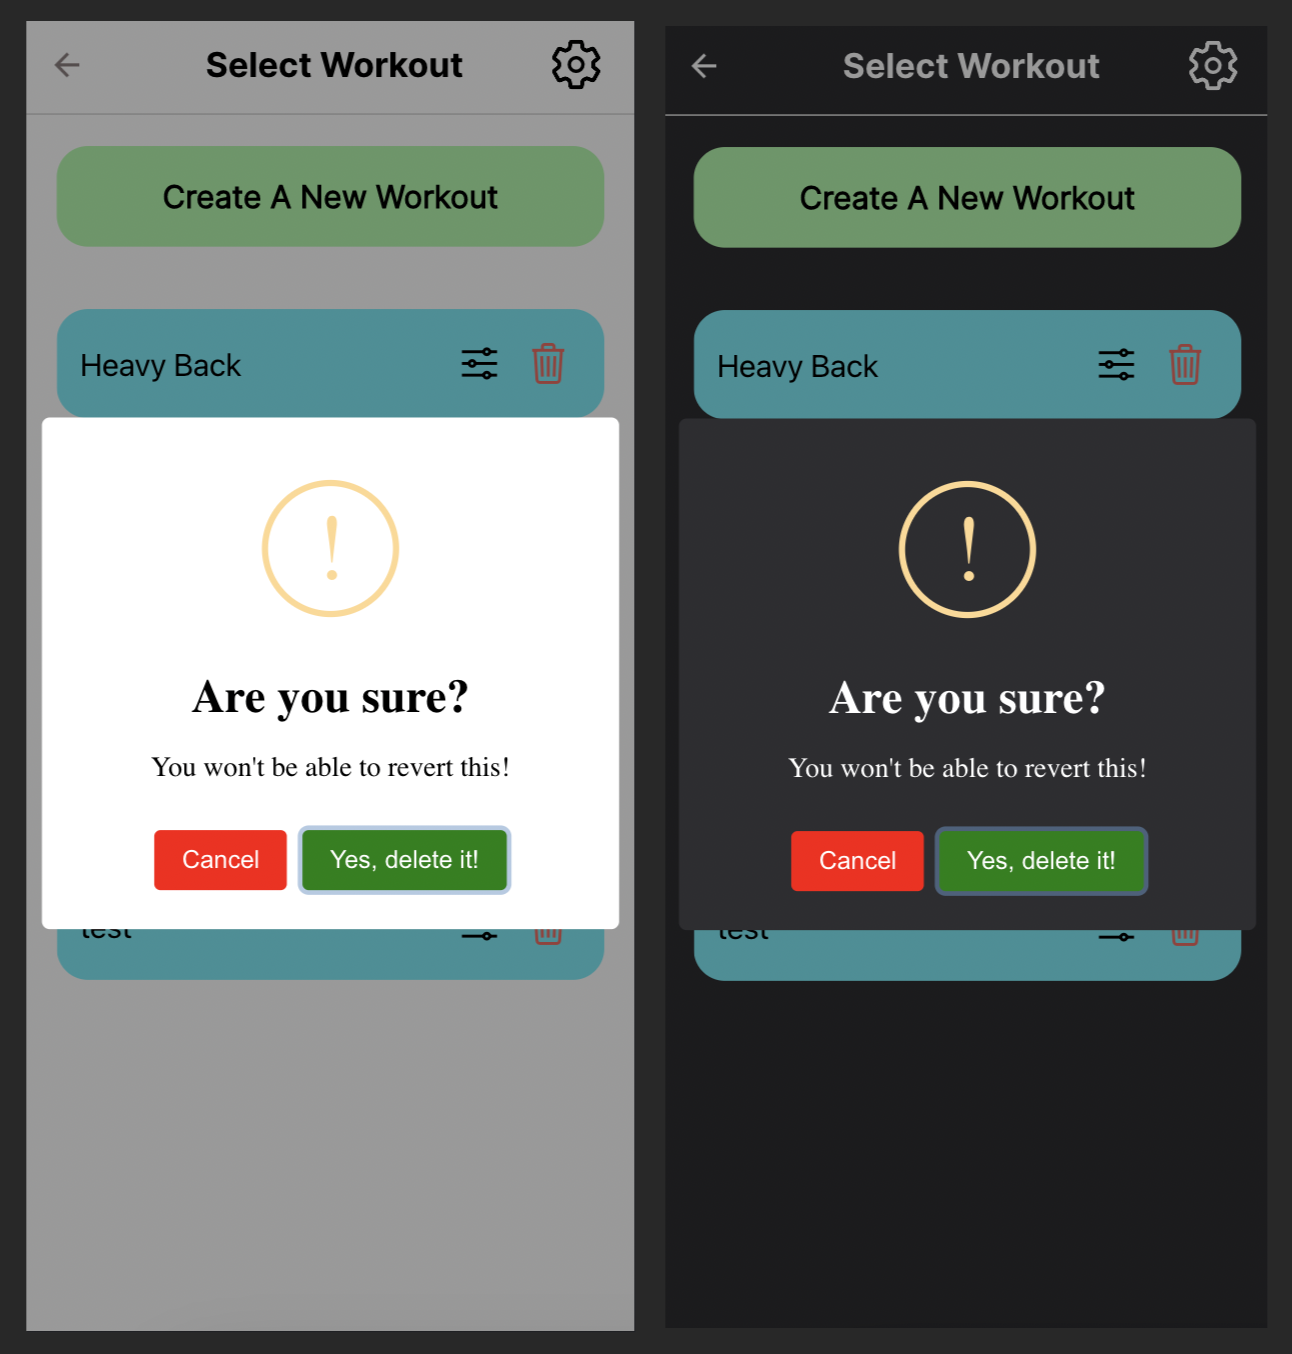 Select Workout
Create A New Workout
Heavy Back
!
Are you sure?
You won't be able to revert this!
Cancel
Yes, delete it!
test
Select Workout
Create A New Workout
Heavy Back
!
Are you sure?
You won't be able to revert this!
Cancel
Yes, delete it!
test